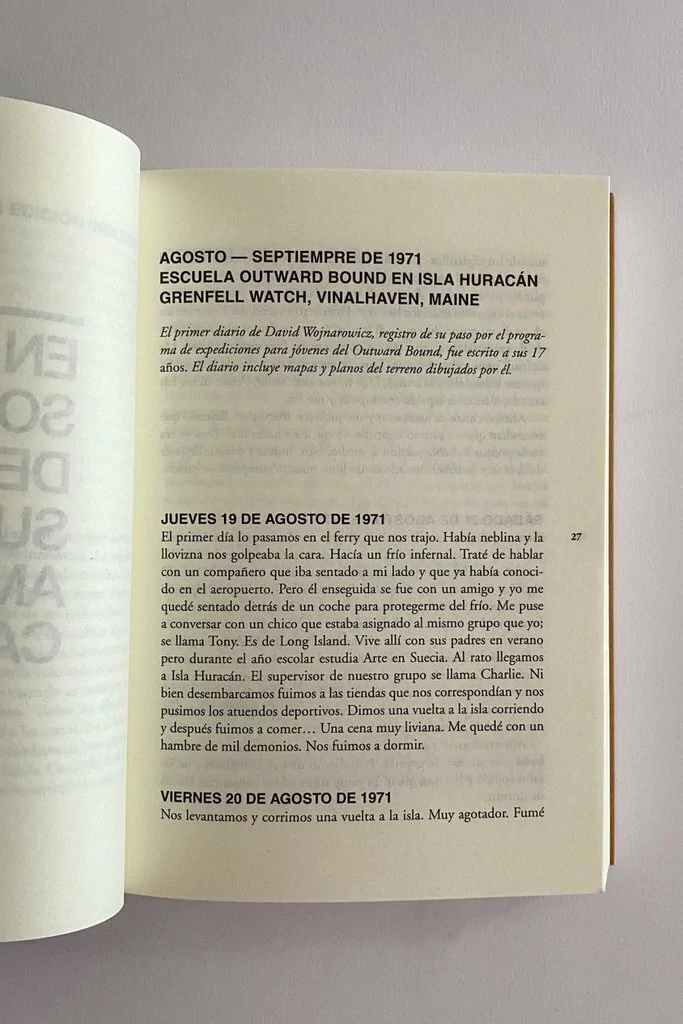 AGOSTO — SEPTIEMPRE DE 1971
ESCUELA OUTWARD BOUND EN ISLA HURACÁN
GRENFELL WATCH, VINALHAVEN, MAINE
El primer diario de David Wojnarowicz, registro de su paso por el progra-
ma de expediciones para jóvenes del Outward Bound, fue escrito a sus 17
años. El diario incluye mapas y planos del terreno dibujados por él.
JUEVES 19 DE AGOSTO DE 1971
El primer día lo pasamos en el ferry que nos trajo. Había neblina y la
llovizna nos golpeaba la cara. Hacía un frío infernal. Traté de hablar
con un compañero que iba sentado a mi lado y que ya había conoci-
do en el aeropuerto. Pero él enseguida se fue con un amigo y yo me
quedé sentado detrás de un coche para protegerme del frío. Me puse
a conversar con un chico que estaba asignado al mismo grupo que yo;
se llama Tony. Es de Long Island. Vive allí con sus padres en verano
pero durante el año escolar estudia Arte en Suecia. Al rato llegamos
a Isla Huracán. El supervisor de nuestro grupo se llama Charlie. Ni
bien desembarcamos fuimos a las tiendas que nos correspondían y nos
pusimos los atuendos deportivos. Dimos una vuelta a la isla corriendo
y después fuimos a comer… Una cena muy liviana. Me quedé con un
hambre de mil demonios. Nos fuimos a dormir.
VIERNES 20 DE AGOSTO DE 1971
Nos levantamos y corrimos una vuelta a la isla. Muy agotador. Fumé
27